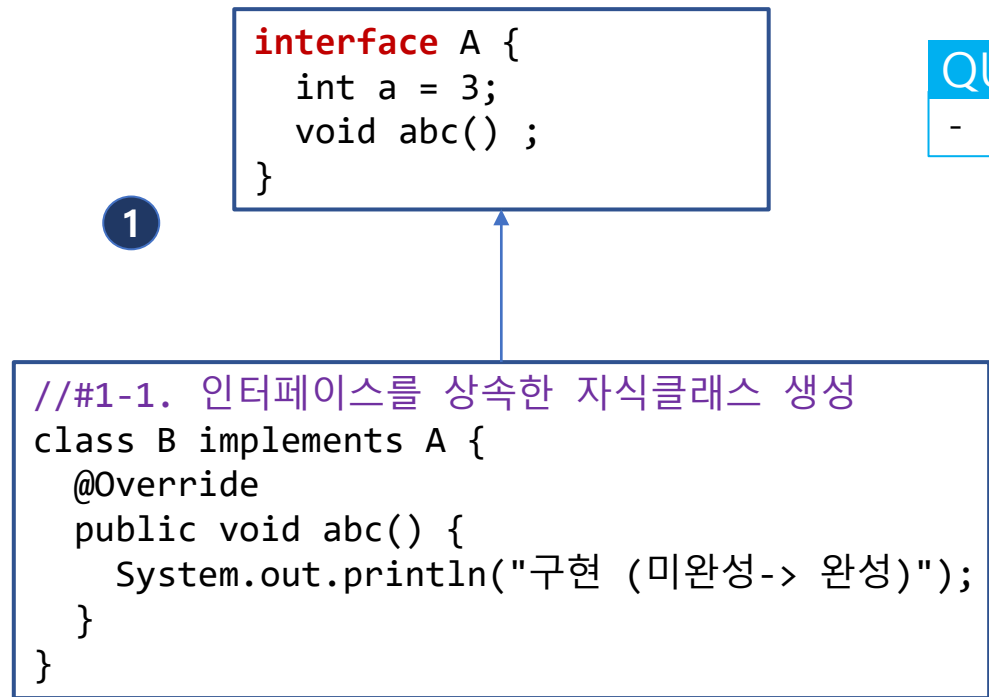 interface A {
int a = 3;
void abc() ;
}
-
1
//#1-1. 인터페이스를 상속한 자식클래스 생성
class B implements A {
@Override
public void abc() {
System.out.println("구현 (미완성-> 완성)");
}
}